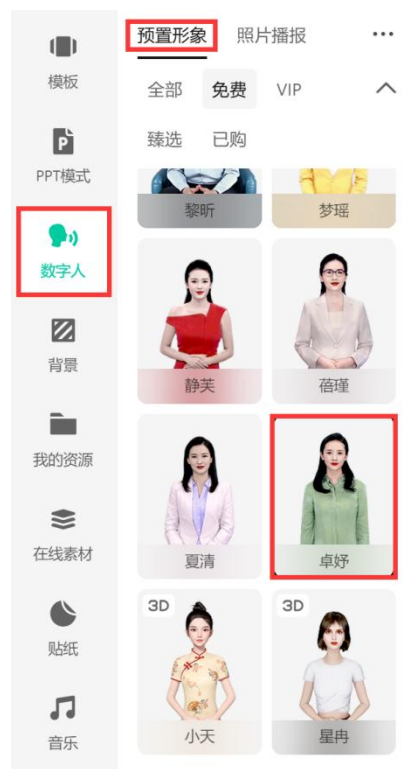 模板
PPT模式
数字人
背景
我的资源
在线素材
贴纸
音乐
预置形象 照片播报 •••
全部 免费 VIP
臻选 已购
黎昕 梦瑶
静芙 蓓瑾
夏清 卓妤
3D 3D
小天 星冉